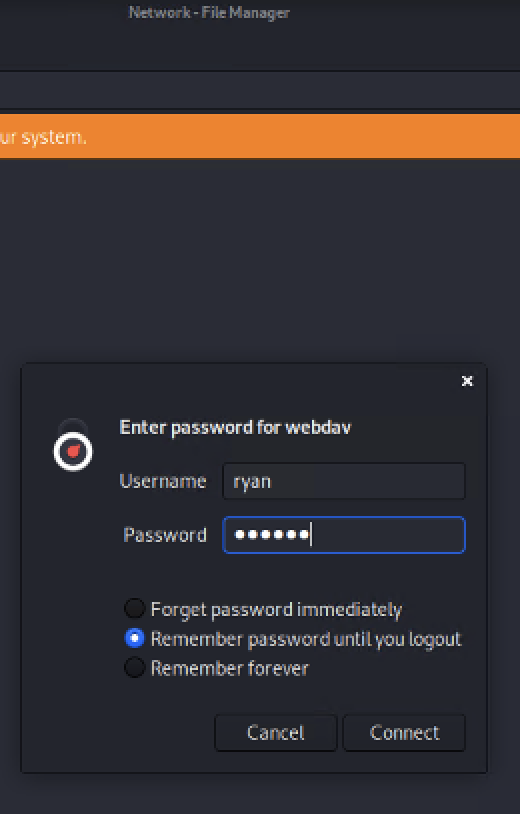 Network - File Manager
ur system.
Enter password for webdav
Username ryan
Password ●●●●●●
Forget password immediately
Remember password until you logout
Remember forever
Cancel Connect